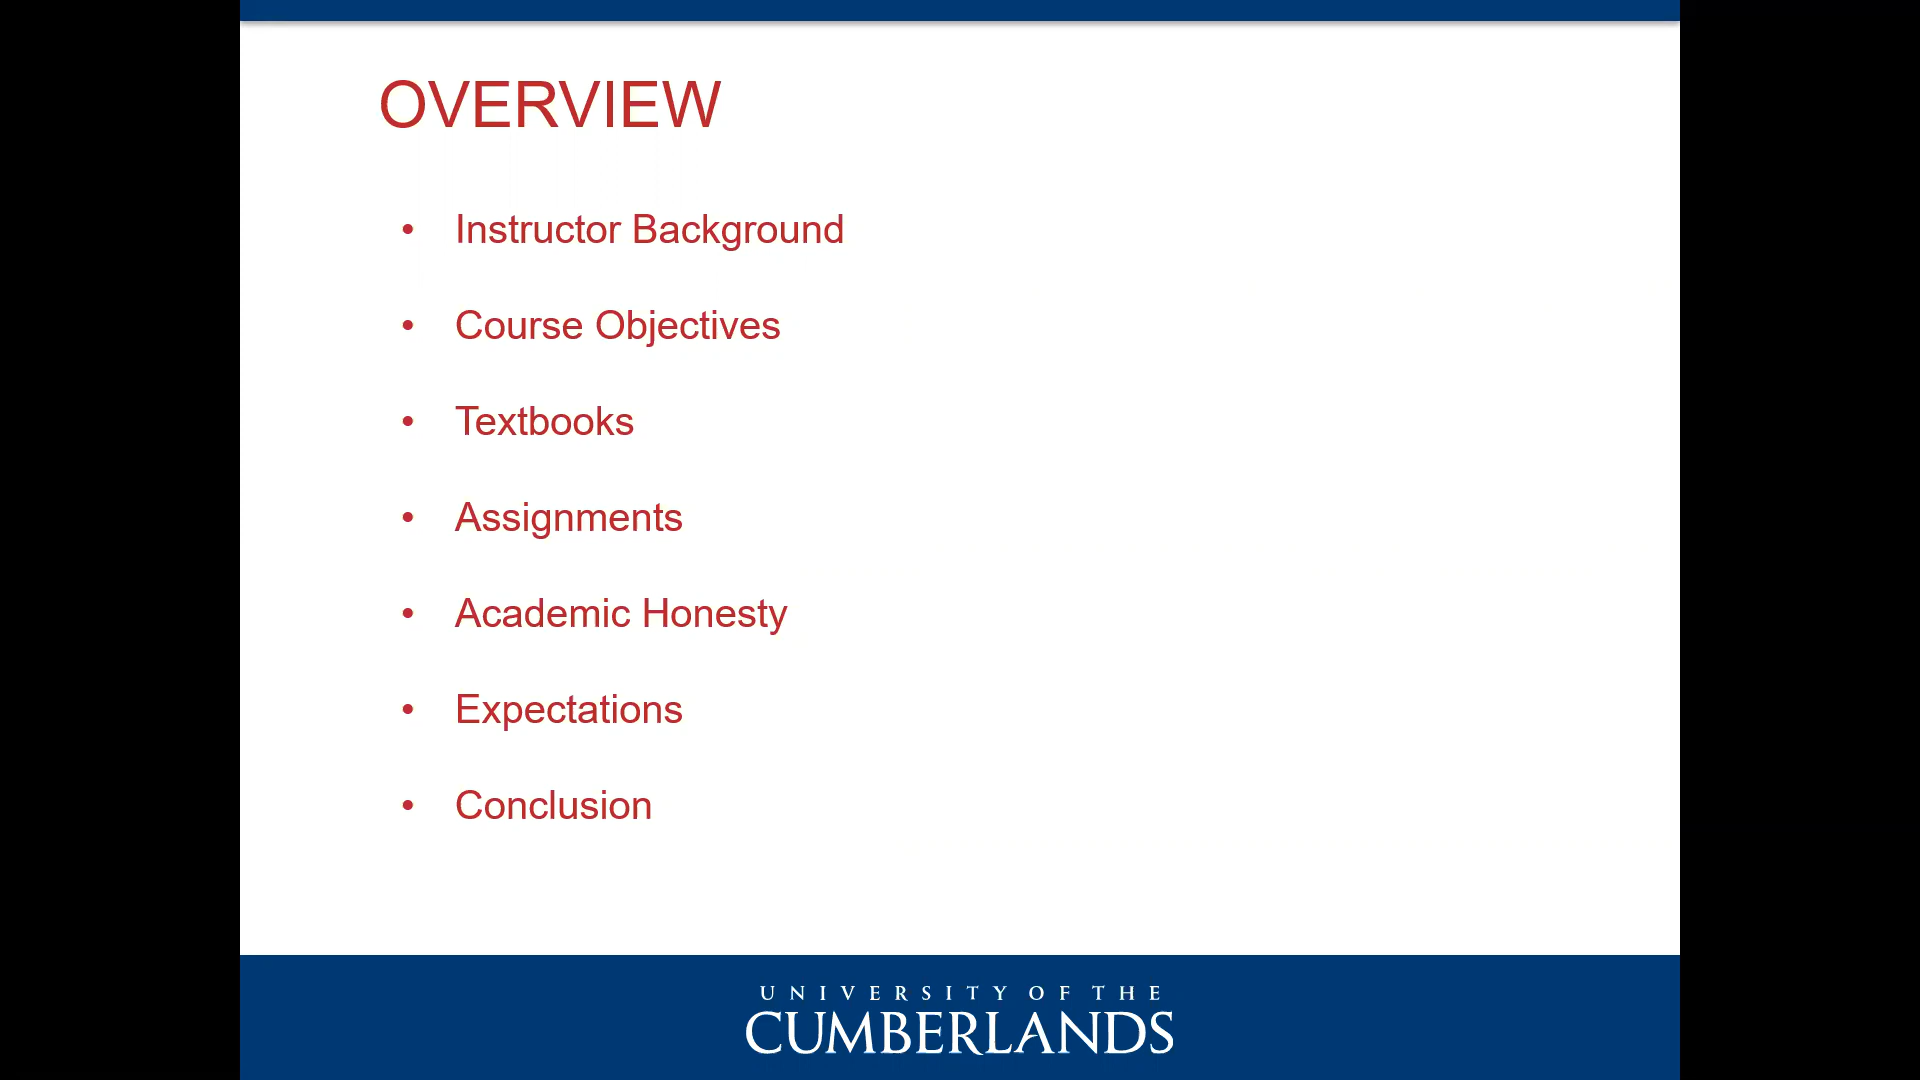 OVERVIEW
• Instructor Background
• Course Objectives
• Textbooks
• Assignments
• Academic Honesty
• Expectations
• Conclusion
UNIVERSITY OF THE
CUMBERLANDS